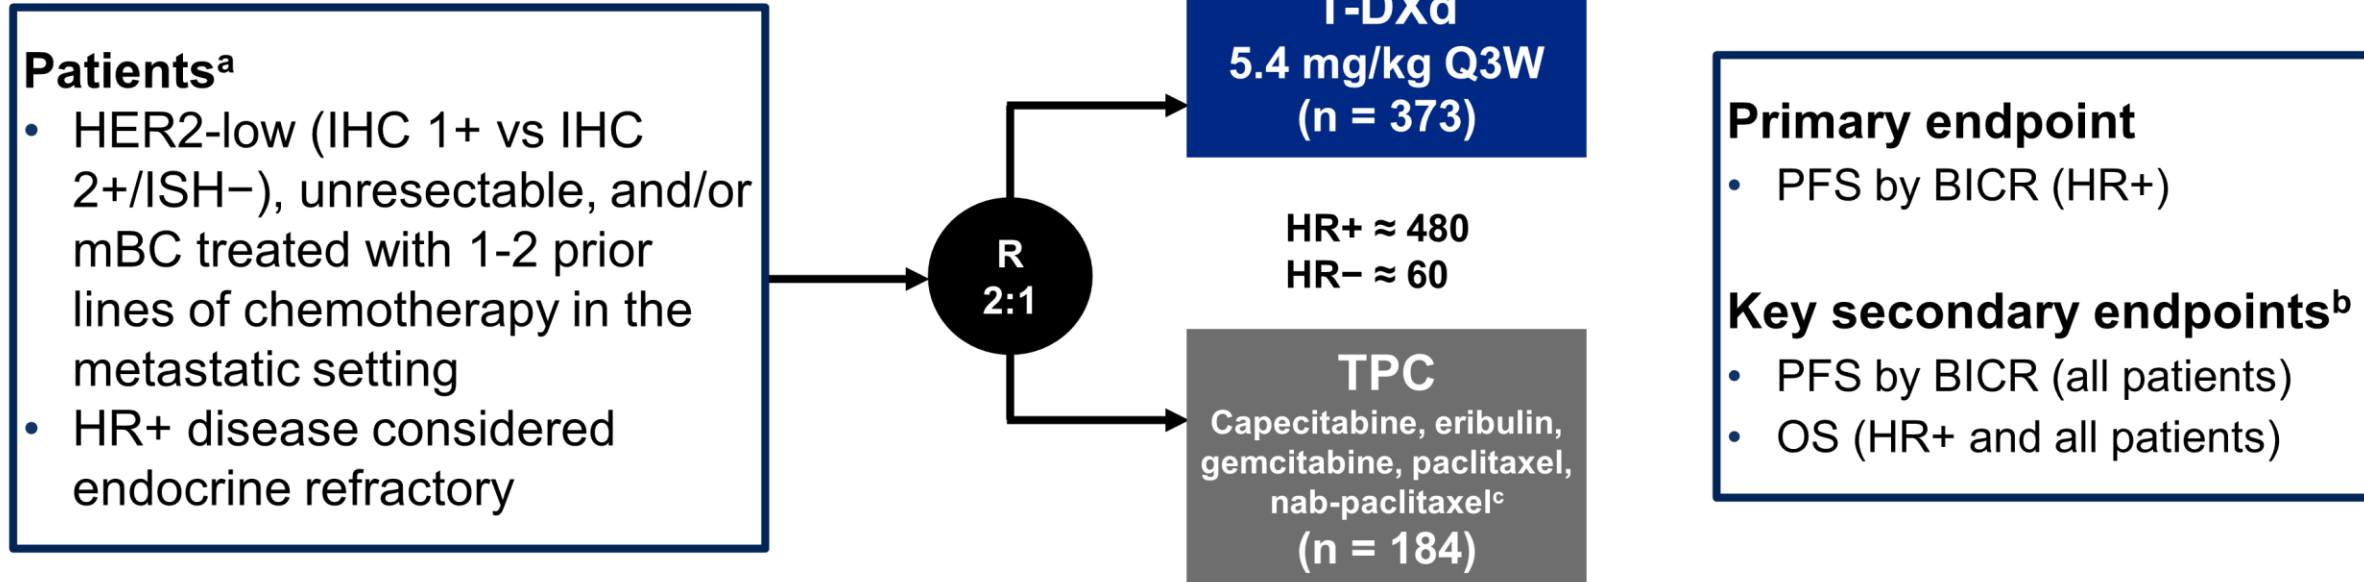 Patientsᵃ
• HER2-low (IHC 1+ vs IHC
2+/ISH−), unresectable, and/or
mBC treated with 1-2 prior
lines of chemotherapy in the
metastatic setting
• HR+ disease considered
endocrine refractory
R
2:1
T-DXd
5.4 mg/kg Q3W
(n = 373)
HR+ ≈ 480
HR− ≈ 60
TPC
Capecitabine, eribulin,
gemcitabine, paclitaxel,
nab-paclitaxelᶜ
(n = 184)
Primary endpoint
• PFS by BICR (HR+)
Key secondary endpointsᵇ
• PFS by BICR (all patients)
• OS (HR+ and all patients)